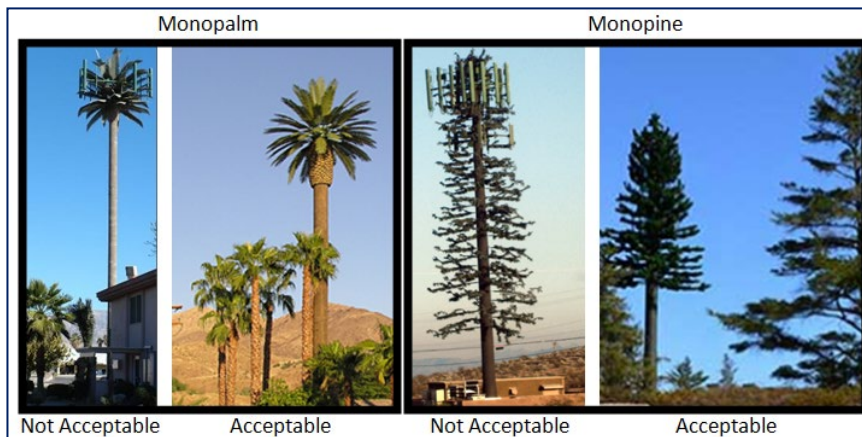 Monopalm
Monopine
Not Acceptable
Acceptable
Not Acceptable
Acceptable